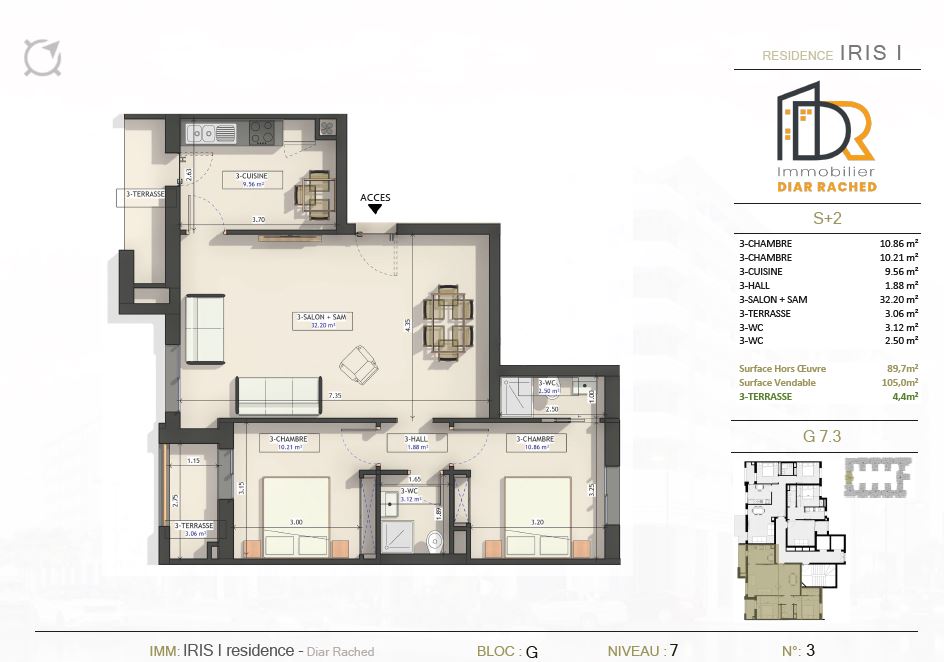 RESIDENCE IRIS I
Immobilier
DIAR RACHED
S+2
3-CHAMBRE 10.86 m²
3-CHAMBRE 10.21 m²
3-CUISINE 9.56 m²
3-HALL 1.88 m²
3-SALON + SAM 32.20 m²
3-TERRASSE 3.06 m²
3-WC 3.12 m²
3-WC 2.50 m²
Surface Hors Œuvre 89,7m²
Surface Vendable 105,0m²
3-TERRASSE 4,4m²
G 7.3
3-CUISINE
9.56 m²
2.63
3.70
3-TERRASSE
ACCES
3-SALON + SAM
32.20 m²
4.35
7.35
3-WC
2.50 m²
2.50
1.00
3-CHAMBRE
10.21 m²
3-HALL
1.88 m²
3-CHAMBRE
10.86 m²
1.15
2.75
3.15
3.00
1.65
3-WC
3.12 m²
1.89
3.25
3.20
3-TERRASSE
3.06 m²
IMM: IRIS I residence - Diar Rached
BLOC : G
NIVEAU : 7
N°: 3